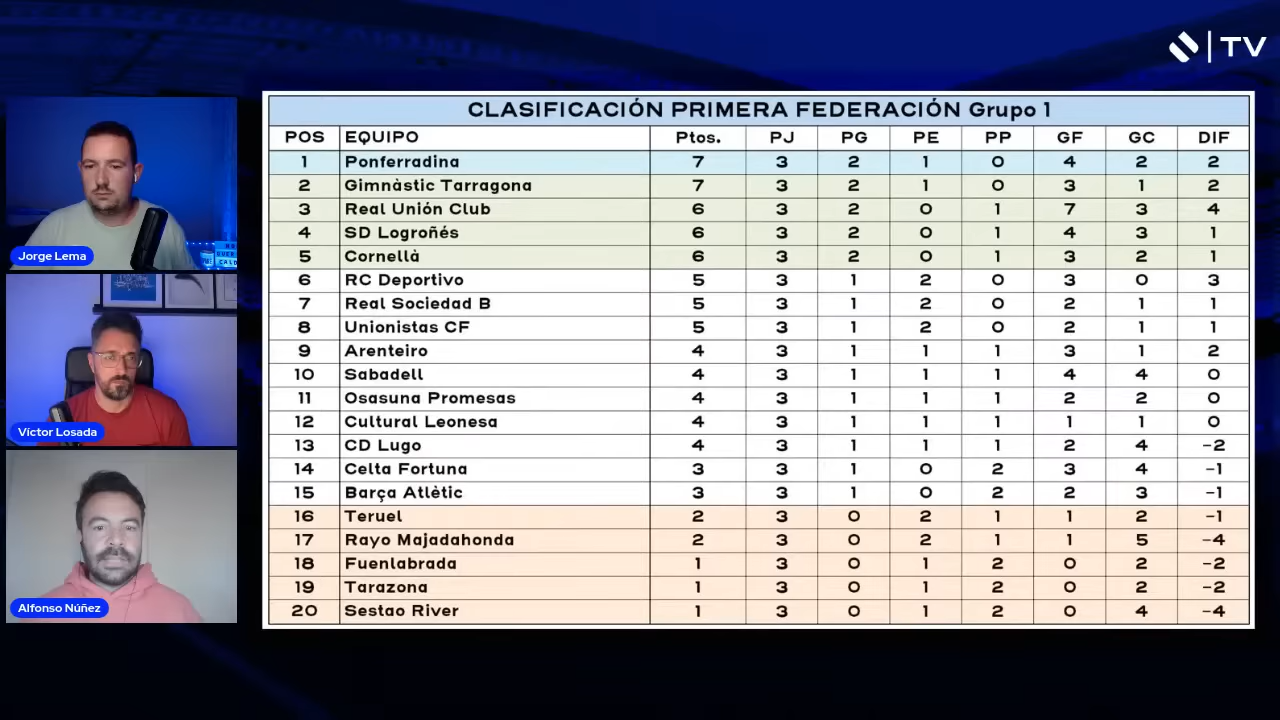 TV
CLASIFICACIÓN PRIMERA FEDERACIÓN Grupo 1
POS EQUIPO Ptos. PJ PG PE PP GF GC DIF
1 Ponferradina 7 3 2 1 0 4 2 2
2 Gimnàstic Tarragona 7 3 2 1 0 3 1 2
3 Real Unión Club 6 3 2 0 1 7 3 4
4 SD Logroñés 6 3 2 0 1 4 3 1
5 Cornellà 6 3 2 0 1 3 2 1
6 RC Deportivo 5 3 1 2 0 3 0 3
7 Real Sociedad B 5 3 1 2 0 2 1 1
8 Unionistas CF 5 3 1 2 0 2 1 1
9 Arenteiro 4 3 1 1 1 3 1 2
10 Sabadell 4 3 1 1 1 4 4 0
11 Osasuna Promesas 4 3 1 1 1 2 2 0
12 Cultural Leonesa 4 3 1 1 1 1 1 0
13 CD Lugo 4 3 1 1 1 2 4 -2
14 Celta Fortuna 3 3 1 0 2 3 4 -1
15 Barça Atlètic 3 3 1 0 2 2 3 -1
16 Teruel 2 3 0 2 1 1 2 -1
17 Rayo Majadahonda 2 3 0 2 1 1 5 -4
18 Fuenlabrada 1 3 0 1 2 0 2 -2
19 Tarazona 1 3 0 1 2 0 2 -2
20 Sestao River 1 3 0 1 2 0 4 -4
Jorge Lema
Víctor Losada
Alfonso Núñez